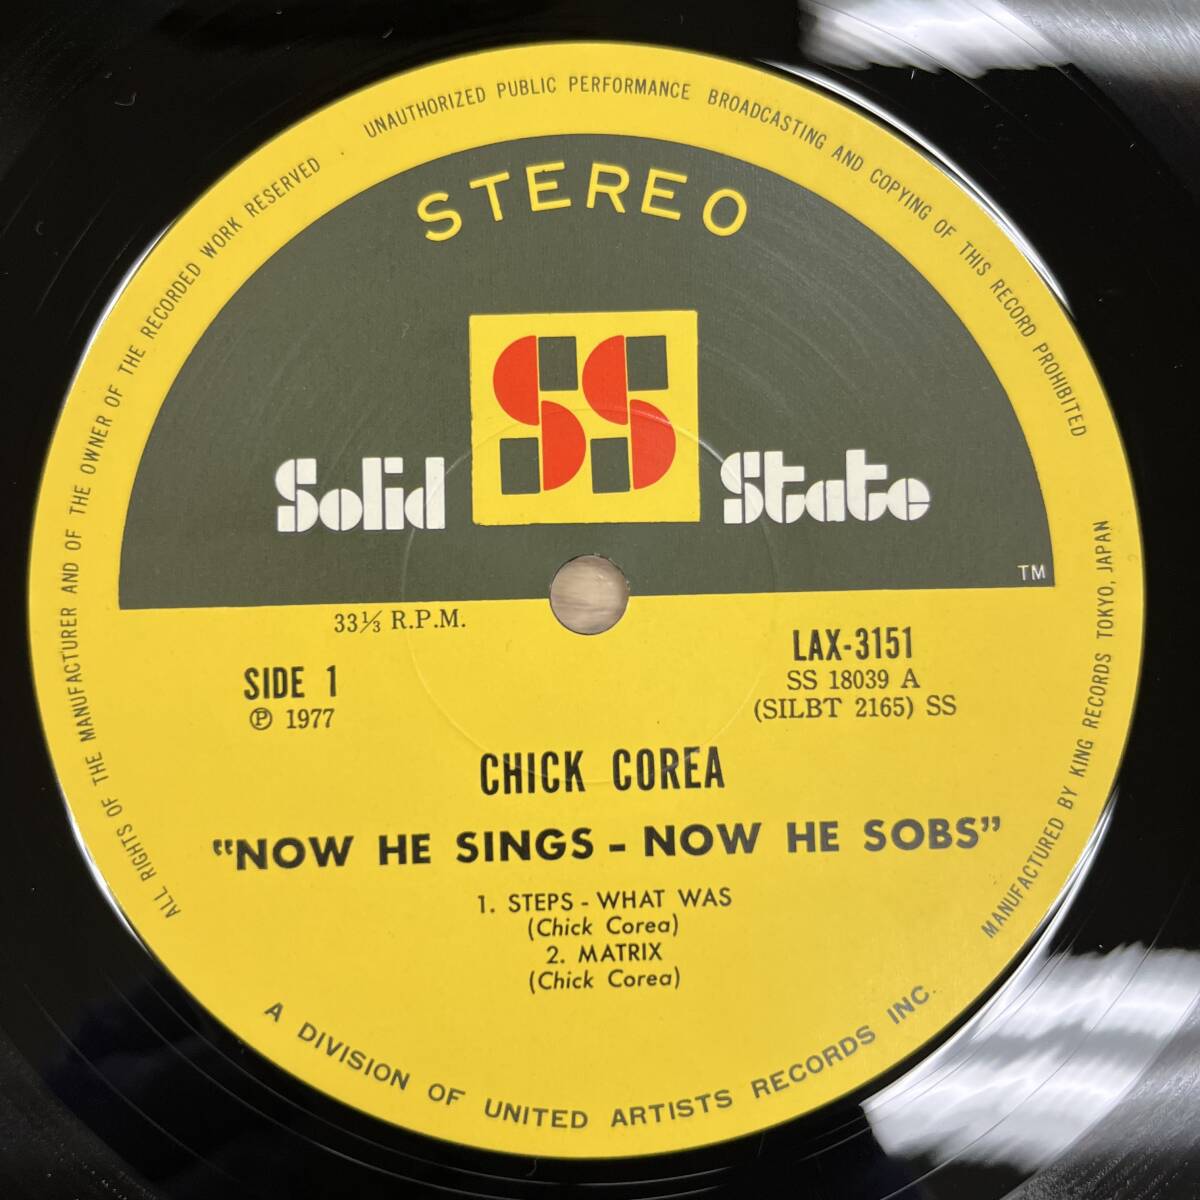 ALL RIGHTS OF THE MANUFACTURER AND OF THE OWNER OF THE RECORDED WORK RESERVED
UNAUTHORIZED PUBLIC PERFORMANCE BROADCASTING AND COPYING OF THIS RECORD PROHIBITED
STEREO
SS
Solid State
TM
33⅓ R.P.M.
SIDE 1
Ⓟ 1977
LAX-3151
SS 18039 A
(SILBT 2165) SS
CHICK COREA
“NOW HE SINGS - NOW HE SOBS”
1. STEPS - WHAT WAS
(Chick Corea)
2. MATRIX
(Chick Corea)
A DIVISION OF UNITED ARTISTS RECORDS INC.
MANUFACTURED BY KING RECORDS TOKYO, JAPAN